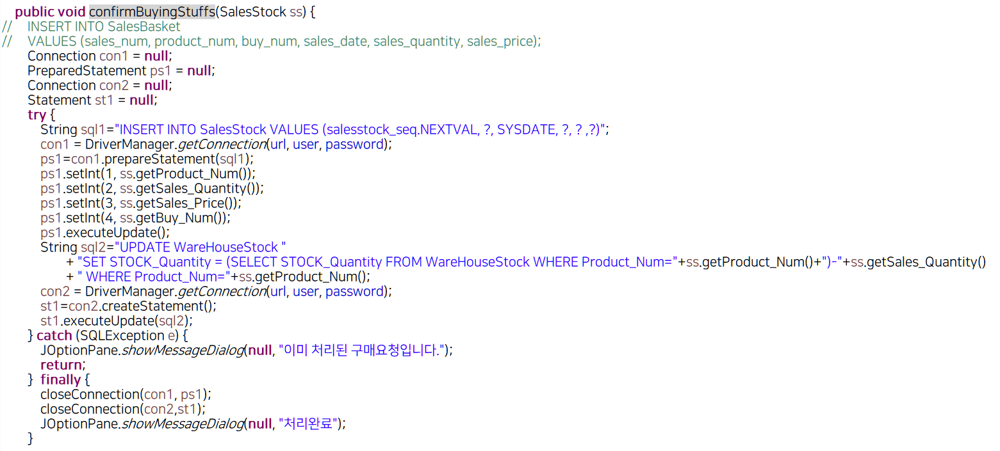 public void confirmBuyingStuffs(SalesStock ss) {
// INSERT INTO SalesBasket
// VALUES (sales_num, product_num, buy_num, sales_date, sales_quantity, sales_price);
Connection con1 = null;
PreparedStatement ps1 = null;
Connection con2 = null;
Statement st1 = null;
try {
String sql1="INSERT INTO SalesStock VALUES (salesstock_seq.NEXTVAL, ?, SYSDATE, ?, ? ,?)";
con1 = DriverManager.getConnection(url, user, password);
ps1=con1.prepareStatement(sql1);
ps1.setInt(1, ss.getProduct_Num());
ps1.setInt(2, ss.getSales_Quantity());
ps1.setInt(3, ss.getSales_Price());
ps1.setInt(4, ss.getBuy_Num());
ps1.executeUpdate();
String sql2="UPDATE WareHouseStock "
+ "SET STOCK_Quantity = (SELECT STOCK_Quantity FROM WareHouseStock WHERE Product_Num="+ss.getProduct_Num()+")-"+ss.getSales_Quantity()
+ " WHERE Product_Num="+ss.getProduct_Num();
con2 = DriverManager.getConnection(url, user, password);
st1=con2.createStatement();
st1.executeUpdate(sql2);
} catch (SQLException e) {
JOptionPane.showMessageDialog(null, "이미 처리된 구매요청입니다.");
return;
} finally {
closeConnection(con1, ps1);
closeConnection(con2,st1);
JOptionPane.showMessageDialog(null, "처리완료");
}